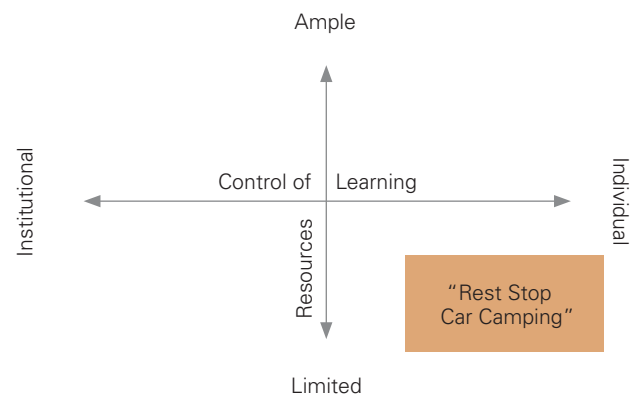 Ample
Institutional
Control of Learning
Individual
Resources
“Rest Stop
Car Camping”
Limited